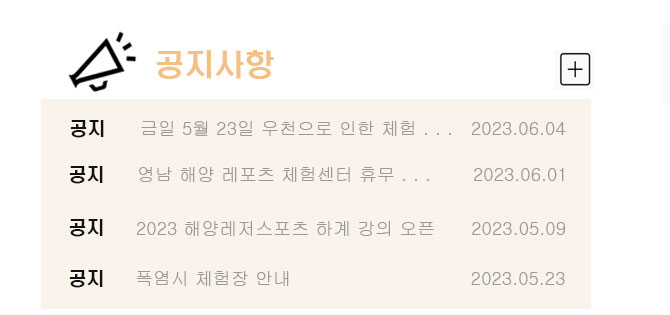 공지사항
공지 금일 5월 23일 우천으로 인한 체험 . . . 2023.06.04
공지 영남 해양 레포츠 체험센터 휴무 . . . 2023.06.01
공지 2023 해양레저스포츠 하계 강의 오픈 2023.05.09
공지 폭염시 체험장 안내 2023.05.23